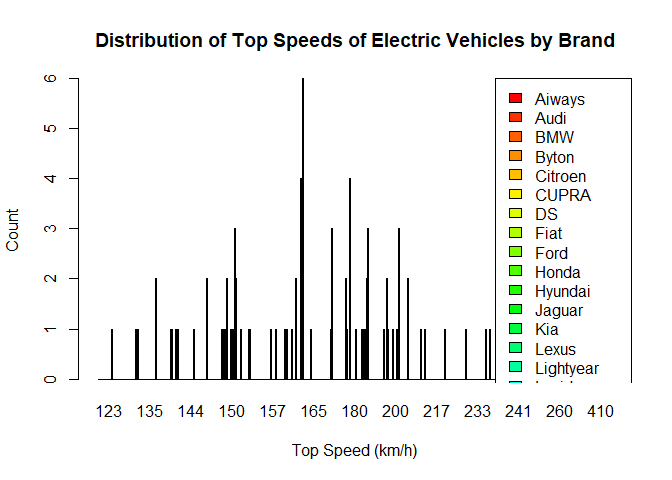 Distribution of Top Speeds of Electric Vehicles by Brand
6
5
4
3
2
1
0
Count
123 135 144 150 157 165 180 200 217 233 241 260 410
Top Speed (km/h)
Aiways
Audi
BMW
Byton
Citroen
CUPRA
DS
Fiat
Ford
Honda
Hyundai
Jaguar
Kia
Lexus
Lightyear